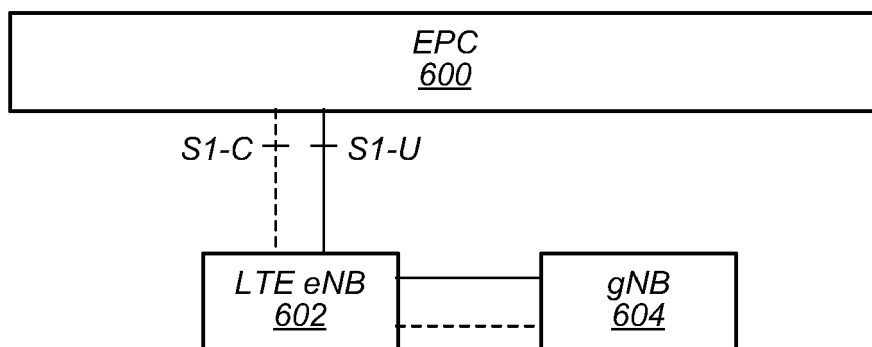 EPC
600
S1-C S1-U
LTE eNB gNB
602 604